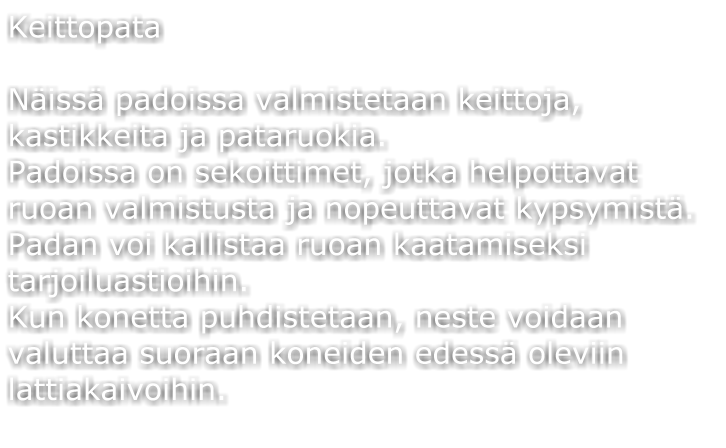 Keittopata
Näissä padoissa valmistetaan keittoja,
kastikkeita ja pataruokia.
Padoissa on sekoittimet, jotka helpottavat
ruoan valmistusta ja nopeuttavat kypsymistä.
Padan voi kallistaa ruoan kaatamiseksi
tarjoiluastioihin.
Kun konetta puhdistetaan, neste voidaan
valuttaa suoraan koneiden edessä oleviin
lattiakaivoihin.